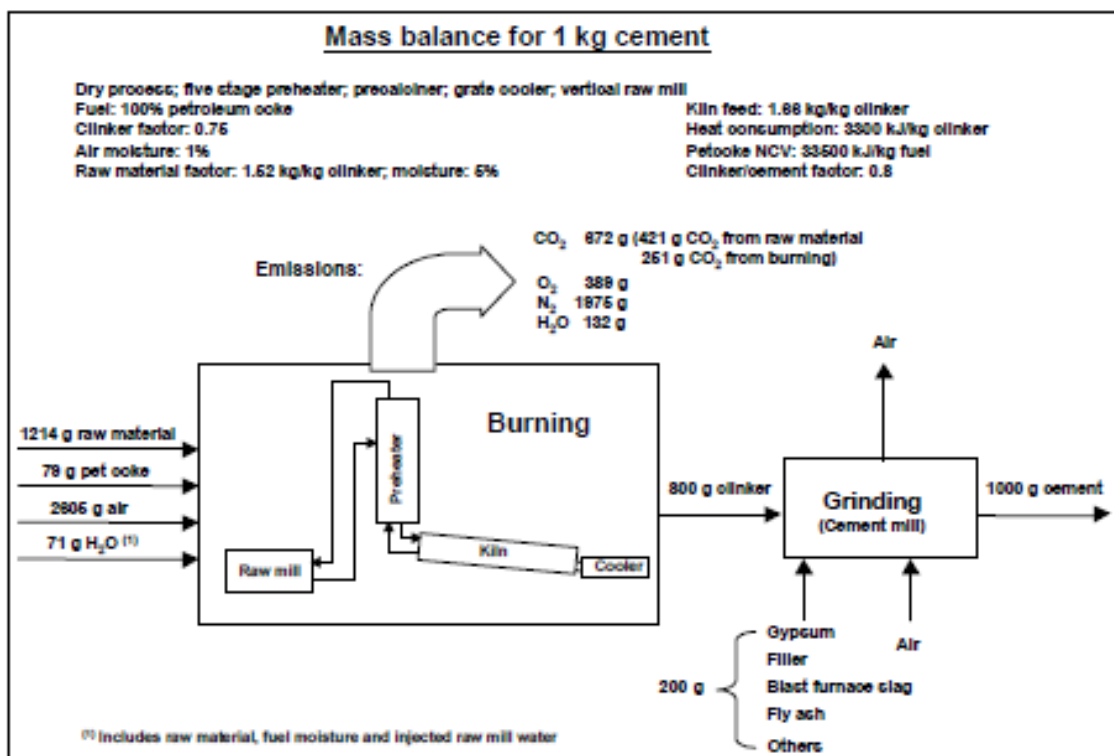 Mass balance for 1 kg cement
Dry process; five stage preheater; precalciner; grate cooler; vertical raw mill
Fuel: 100% petroleum coke
Kiln feed: 1.66 kg/kg clinker
Clinker factor: 0.75
Heat consumption: 3300 kJ/kg clinker
Air moisture: 1%
Petcoke NCV: 33500 kJ/kg fuel
Raw material factor: 1.52 kg/kg clinker; moisture: 5%
Clinker/cement factor: 0.8
Emissions:
CO₂ 672 g (421 g CO₂ from raw material
251 g CO₂ from burning)
O₂ 389 g
N₂ 1975 g
H₂O 132 g
Air
Burning
1214 g raw material
79 g pet coke
2605 g air
71 g H₂O ⁽¹⁾
Preheater
Raw mill
Kiln
Cooler
800 g clinker
Grinding
(Cement mill)
1000 g cement
Gypsum
Air
Filler
200 g
Blast furnace slag
Fly ash
Others
⁽¹⁾ Includes raw material, fuel moisture and injected raw mill water